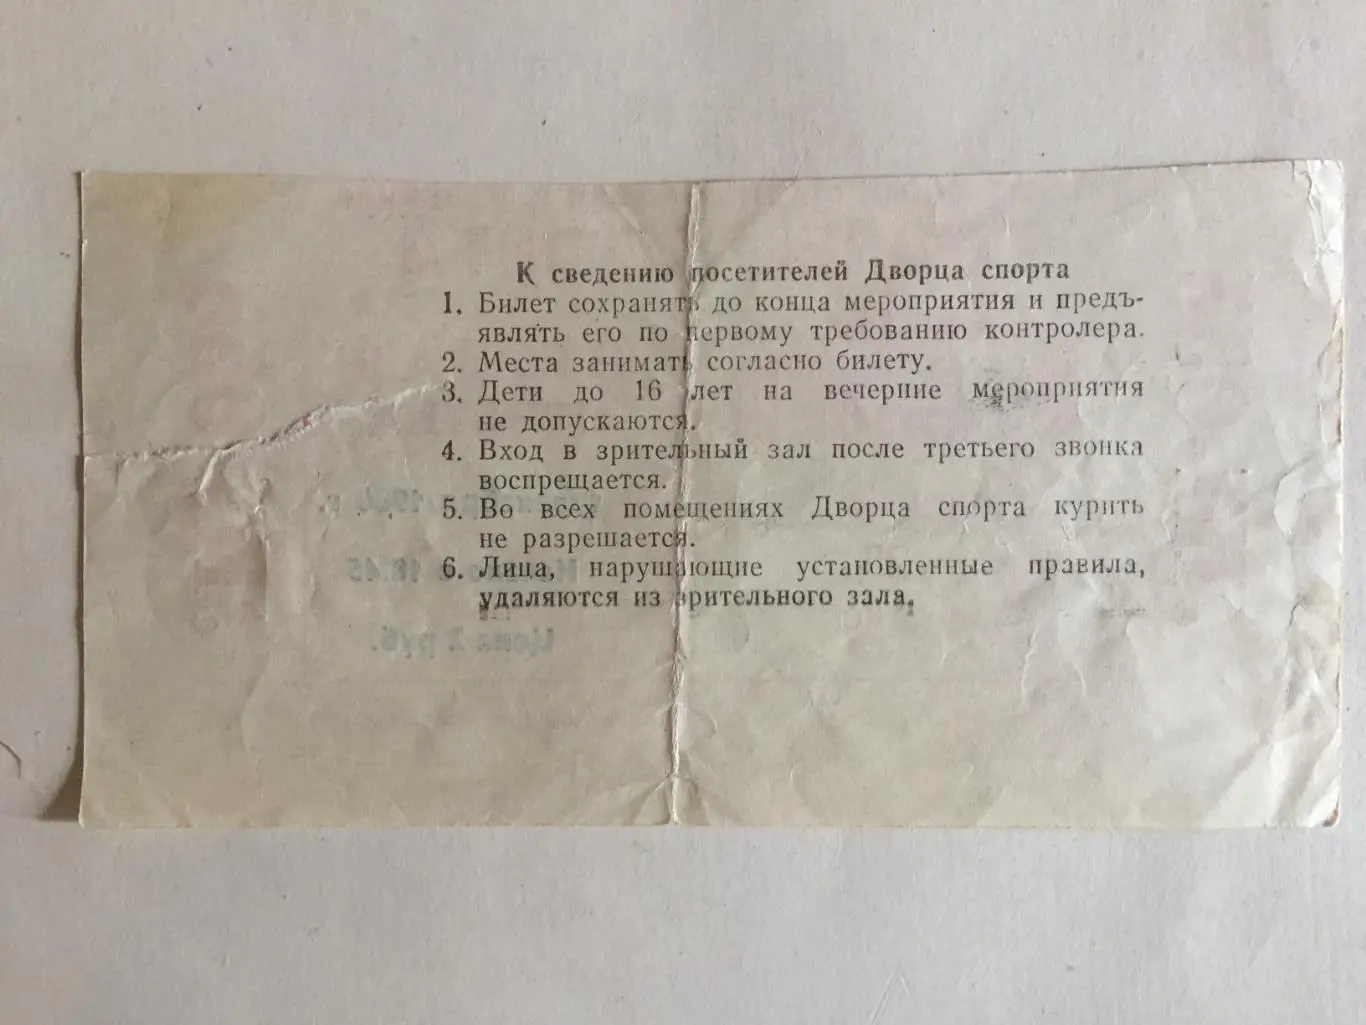 К сведению посетителей Дворца спорта
1. Билет сохранять до конца мероприятия и предъ-
являть его по первому требованию контролера.
2. Места занимать согласно билету.
3. Дети до 16 лет на вечерние мероприятия
не допускаются.
4. Вход в зрительный зал после третьего звонка
воспрещается.
5. Во всех помещениях Дворца спорта курить
не разрешается.
6. Лица, нарушающие установленные правила,
удаляются из зрительного зала.
Цена 2 руб.